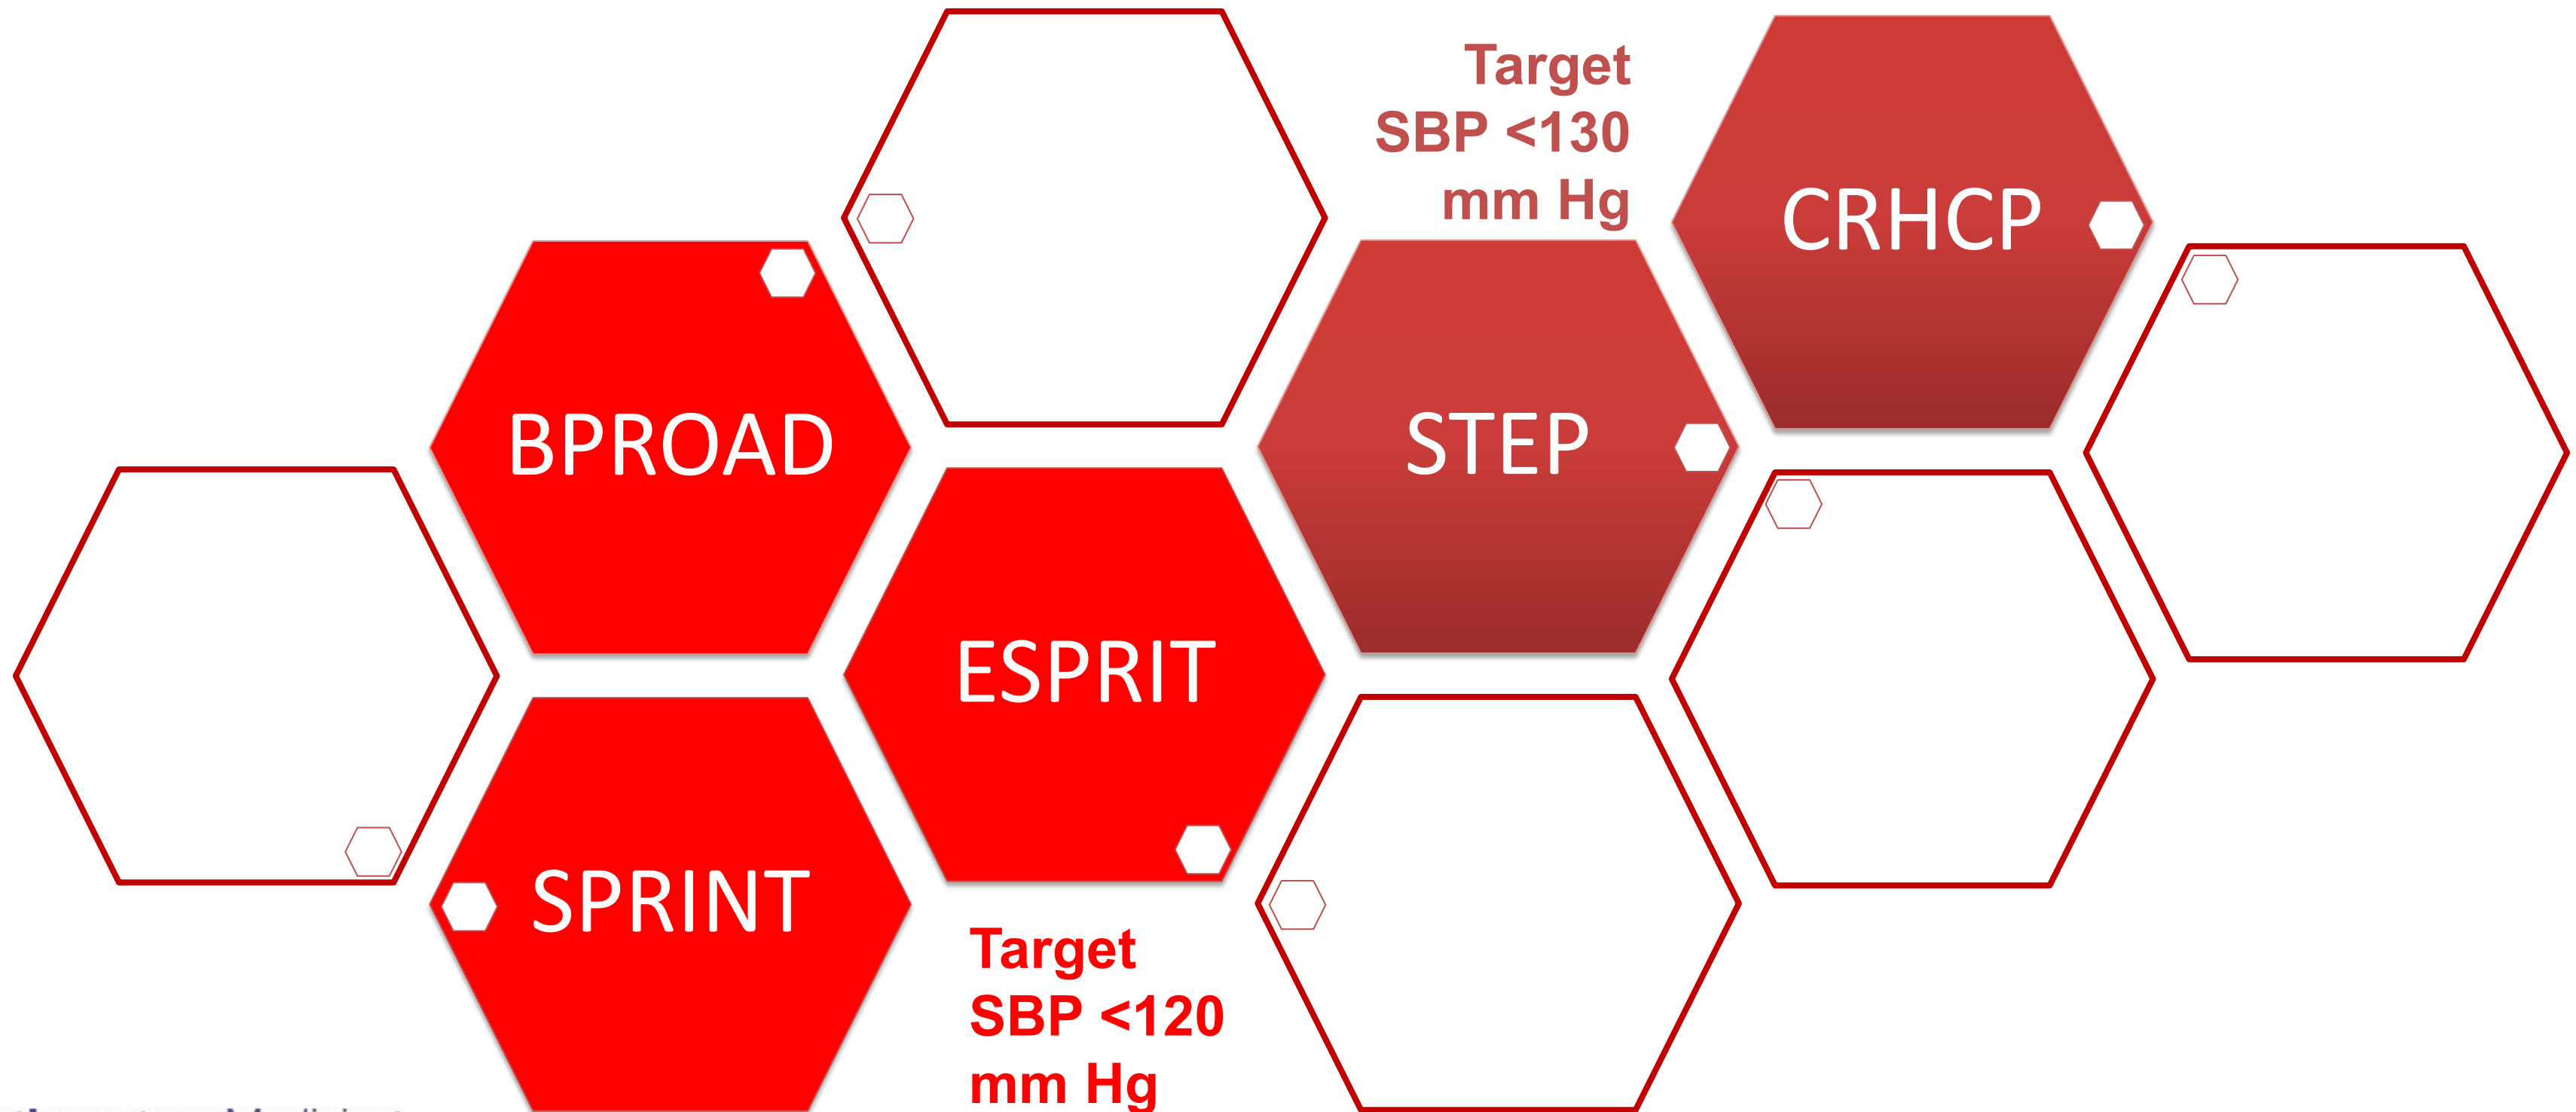 Target
SBP <130
mm Hg
CRHCP
BPROAD
STEP
ESPRIT
SPRINT
Target
SBP <120
mm Hg